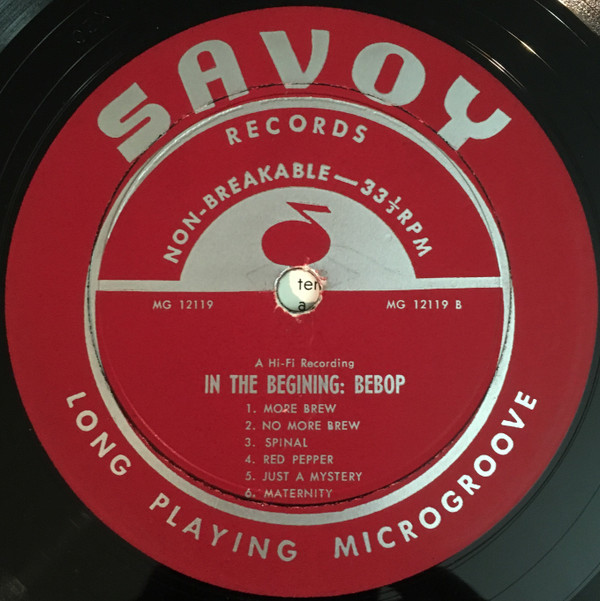 SAVOY
RECORDS
NON-BREAKABLE—33⅓RPM
ter
a
MG 12119
MG 12119 B
A Hi-Fi Recording
IN THE BEGINING: BEBOP
1. MORE BREW
2. NO MORE BREW
3. SPINAL
4. RED PEPPER
5. JUST A MYSTERY
6. MATERNITY
LONG PLAYING MICROGROOVE